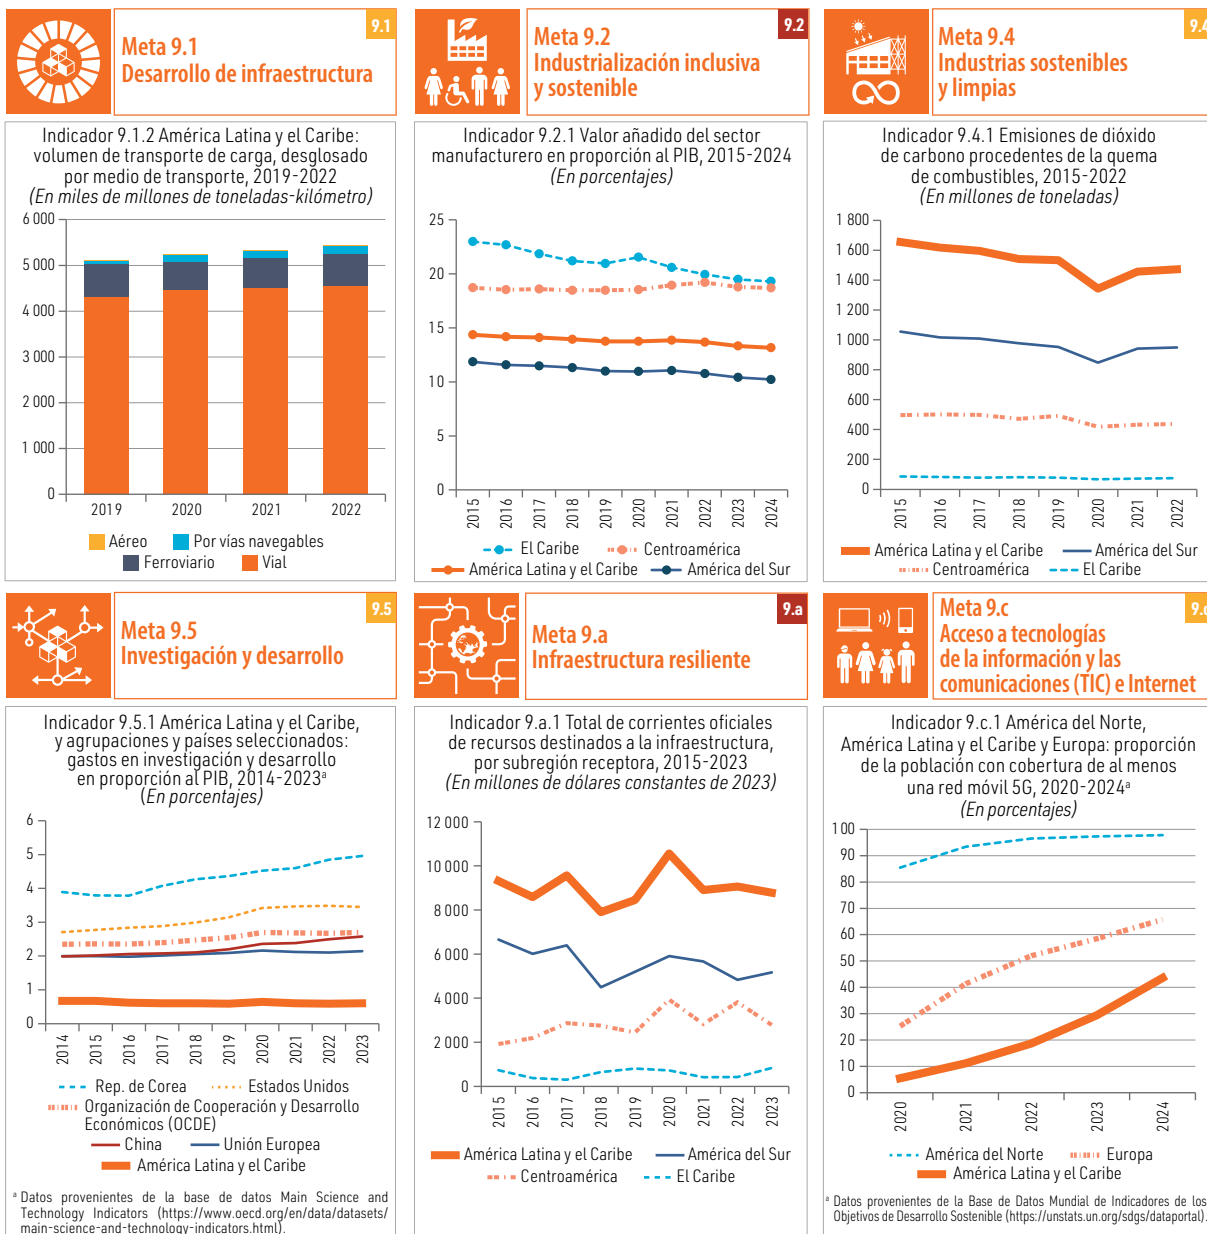 9.1
Meta 9.1
Desarrollo de infraestructura
Indicador 9.1.2 América Latina y el Caribe:
volumen de transporte de carga, desglosado
por medio de transporte, 2019-2022
(En miles de millones de toneladas-kilómetro)
6 000
5 000
4 000
3 000
2 000
1 000
0
2019 2020 2021 2022
Aéreo Por vías navegables
Ferroviario Vial
9.2
Meta 9.2
Industrialización inclusiva
y sostenible
Indicador 9.2.1 Valor añadido del sector
manufacturero en proporción al PIB, 2015-2024
(En porcentajes)
25
20
15
10
5
0
2015 2016 2017 2018 2019 2020 2021 2022 2023 2024
El Caribe Centroamérica
América Latina y el Caribe América del Sur
9.4
Meta 9.4
Industrias sostenibles
y limpias
Indicador 9.4.1 Emisiones de dióxido
de carbono procedentes de la quema
de combustibles, 2015-2022
(En millones de toneladas)
1 800
1 600
1 400
1 200
1 000
800
600
400
200
0
2015 2016 2017 2018 2019 2020 2021 2022
América Latina y el Caribe América del Sur
Centroamérica El Caribe
9.5
Meta 9.5
Investigación y desarrollo
Indicador 9.5.1 América Latina y el Caribe,
y agrupaciones y países seleccionados:
gastos en investigación y desarrollo
en proporción al PIB, 2014-2023ª
(En porcentajes)
6
5
4
3
2
1
0
2014 2015 2016 2017 2018 2019 2020 2021 2022 2023
Rep. de Corea Estados Unidos
Organización de Cooperación y Desarrollo
Económicos (OCDE)
China Unión Europea
América Latina y el Caribe
ª Datos provenientes de la base de datos Main Science and
Technology Indicators (https://www.oecd.org/en/data/datasets/
main-science-and-technology-indicators.html).
9.a
Meta 9.a
Infraestructura resiliente
Indicador 9.a.1 Total de corrientes oficiales
de recursos destinados a la infraestructura,
por subregión receptora, 2015-2023
(En millones de dólares constantes de 2023)
12 000
10 000
8 000
6 000
4 000
2 000
0
2015 2016 2017 2018 2019 2020 2021 2022 2023
América Latina y el Caribe América del Sur
Centroamérica El Caribe
9.c
Meta 9.c
Acceso a tecnologías
de la información y las
comunicaciones (TIC) e Internet
Indicador 9.c.1 América del Norte,
América Latina y el Caribe y Europa: proporción
de la población con cobertura de al menos
una red móvil 5G, 2020-2024ª
(En porcentajes)
100
90
80
70
60
50
40
30
20
10
0
2020 2021 2022 2023 2024
América del Norte Europa
América Latina y el Caribe
ª Datos provenientes de la Base de Datos Mundial de Indicadores de los
Objetivos de Desarrollo Sostenible (https://unstats.un.org/sdgs/dataportal).